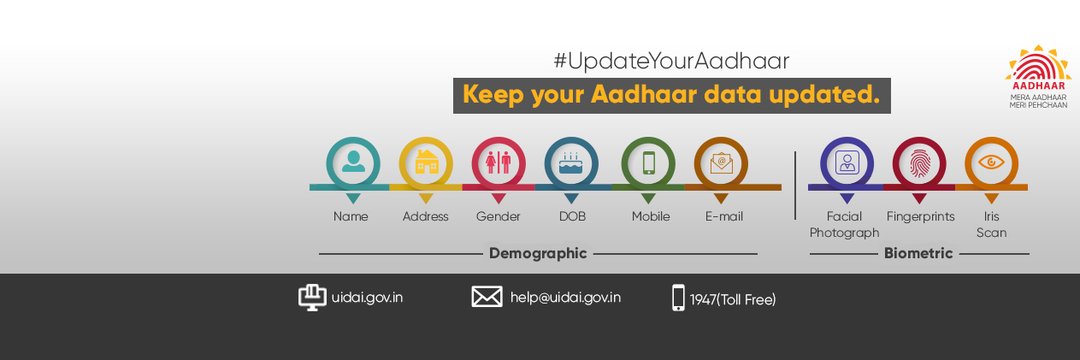 #UpdateYourAadhaar
Keep your Aadhaar data updated.
AADHAAR
MERA AADHAAR
MERI PEHCHAAN
Name
Address
Gender
DOB
Mobile
E-mail
Demographic
Facial
Photograph
Fingerprints
Iris
Scan
Biometric
uidai.gov.in
help@uidai.gov.in
1947(Toll Free)